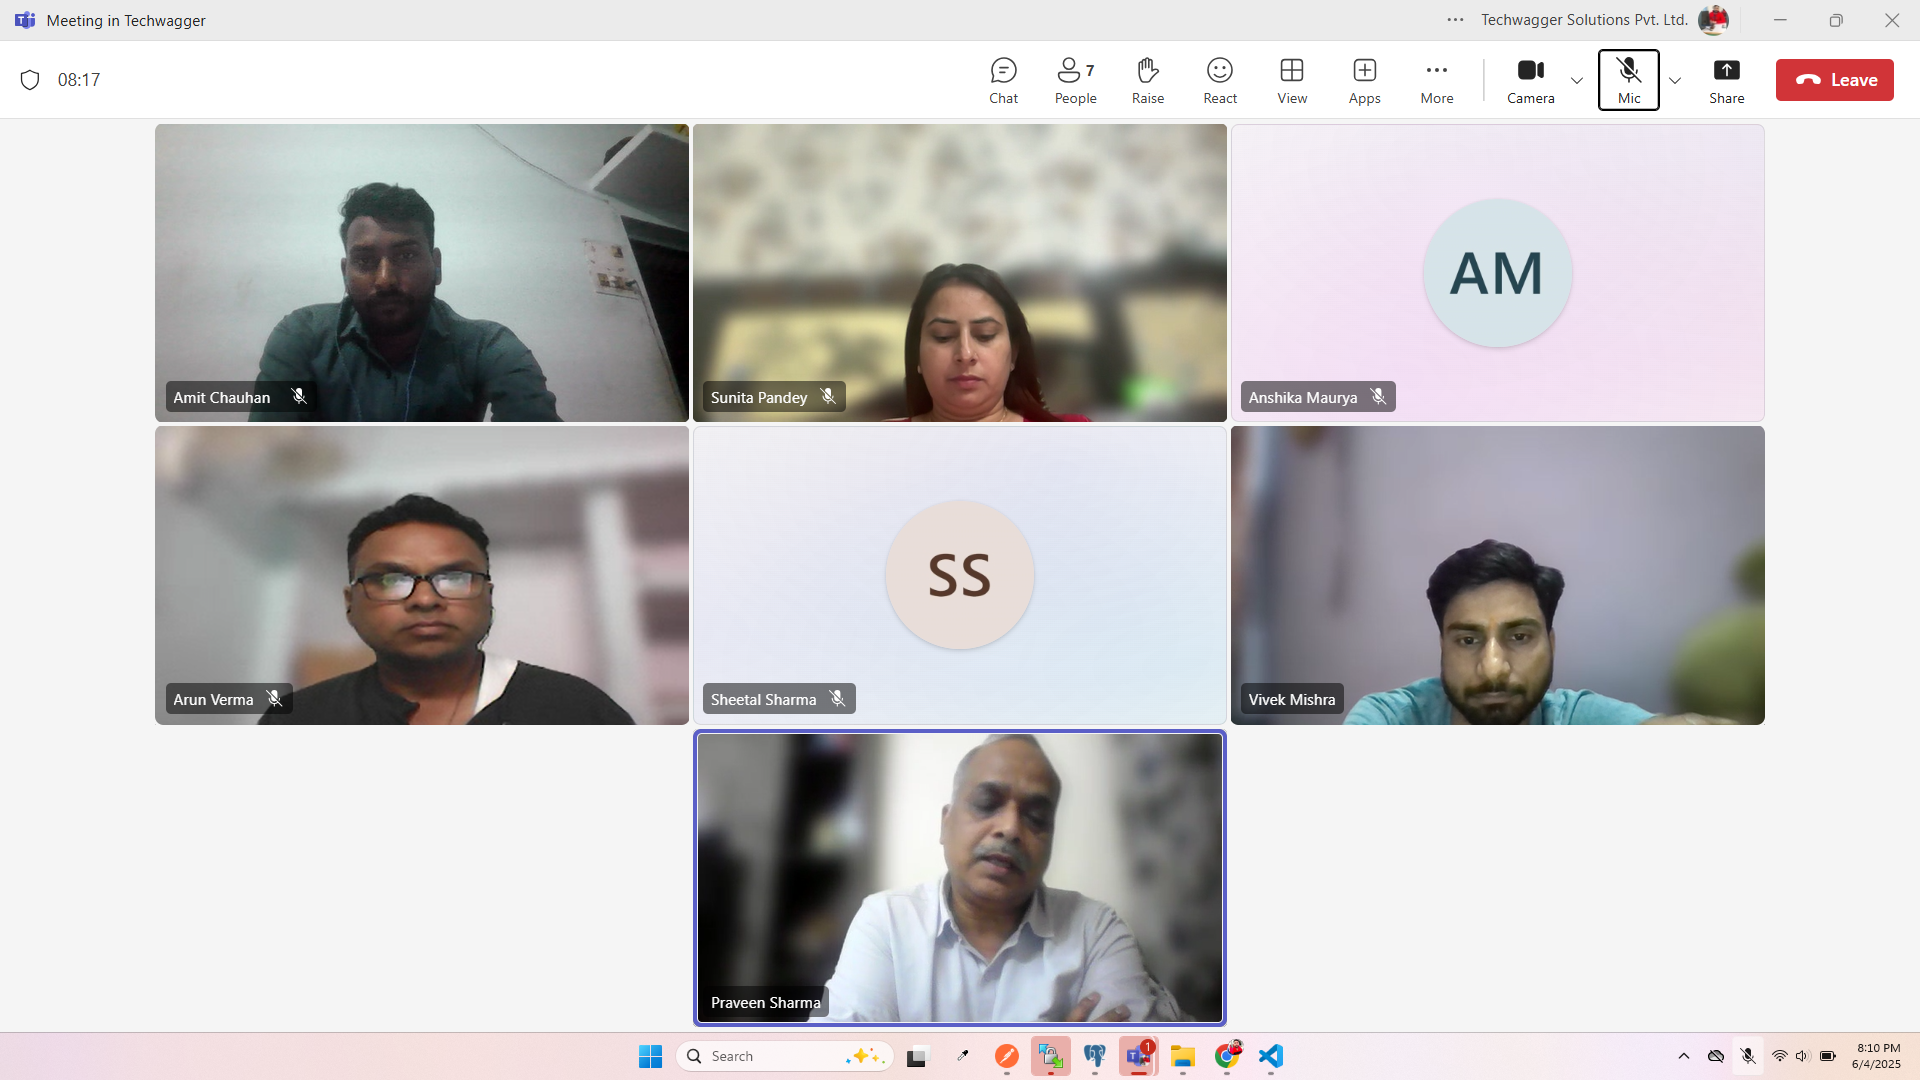 Meeting in Techwagger
Techwagger Solutions Pvt. Ltd.
08:17
Chat
People
7
Raise
React
View
Apps
More
Camera
Mic
Share
Leave
Amit Chauhan
Sunita Pandey
AM
Anshika Maurya
Arun Verma
SS
Sheetal Sharma
Vivek Mishra
Praveen Sharma
Search
1
8:10 PM
6/4/2025